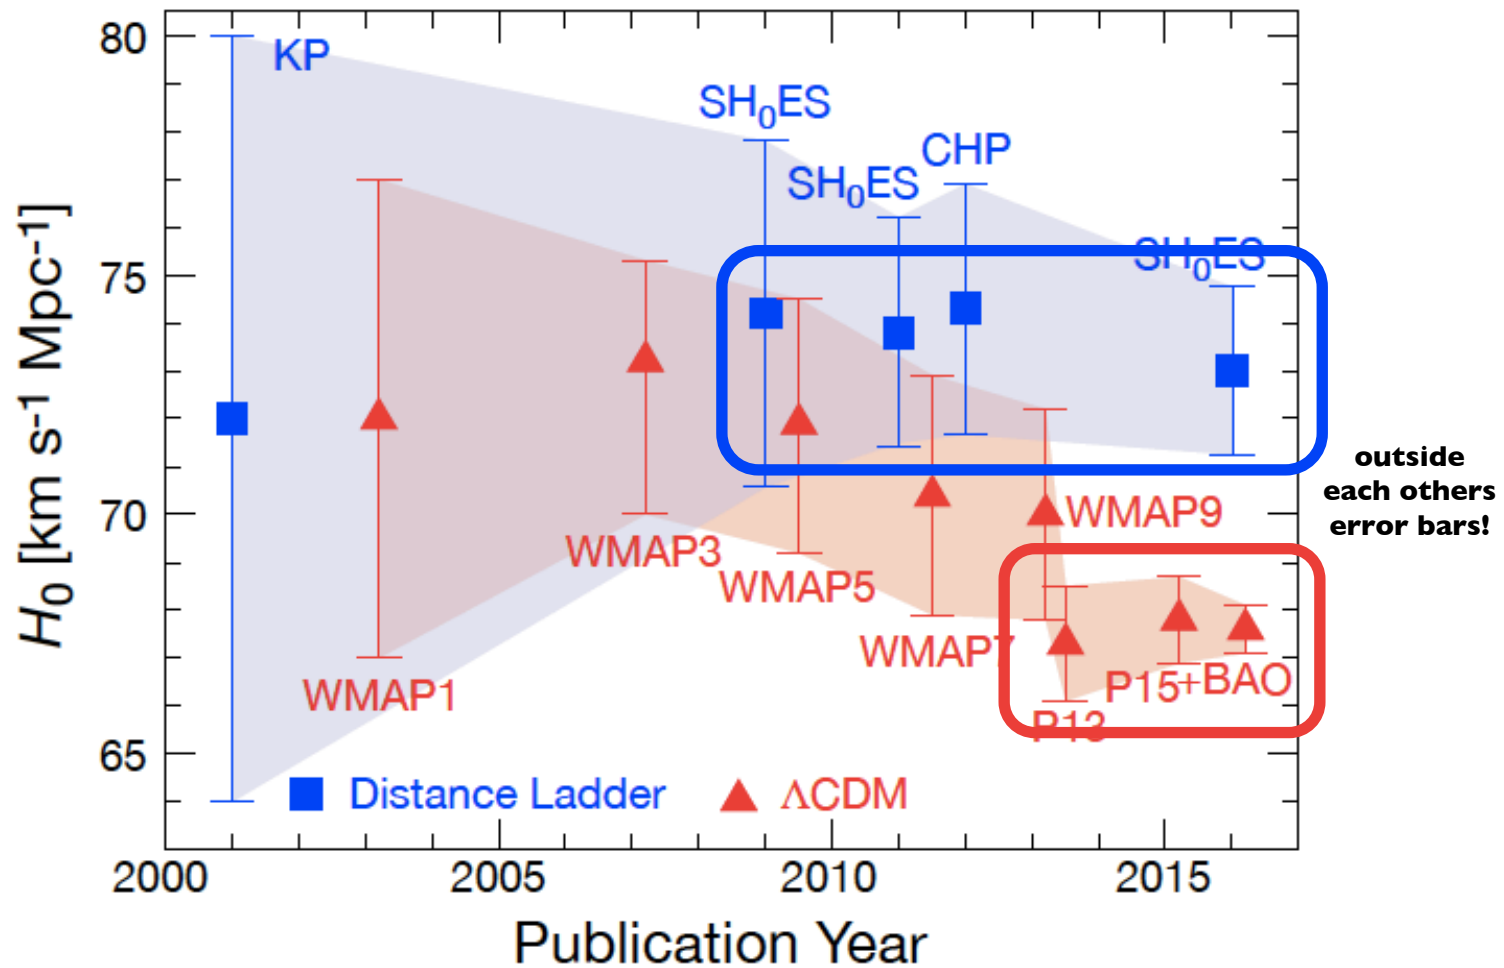 80
KP
SH₀ES
CHP
SH₀ES
SH₀ES
75
H₀ [km s⁻¹ Mpc⁻¹]
outside
each others
error bars!
70
WMAP9
WMAP3
WMAP5
WMAP7
WMAP1
P15+BAO
P13
65
Distance Ladder
ΛCDM
2000
2005
2010
2015
Publication Year